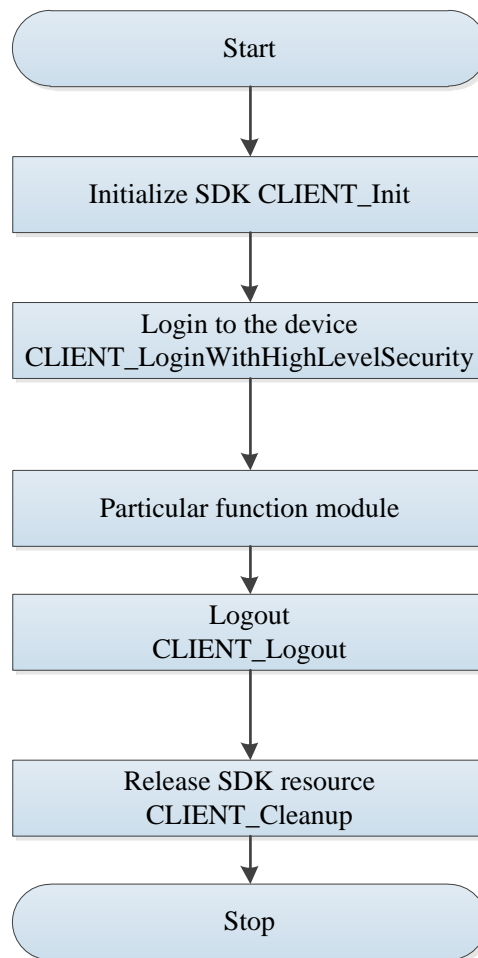 Start
Initialize SDK CLIENT_Init
Login to the device
CLIENT_LoginWithHighLevelSecurity
Particular function module
Logout
CLIENT_Logout
Release SDK resource
CLIENT_Cleanup
Stop